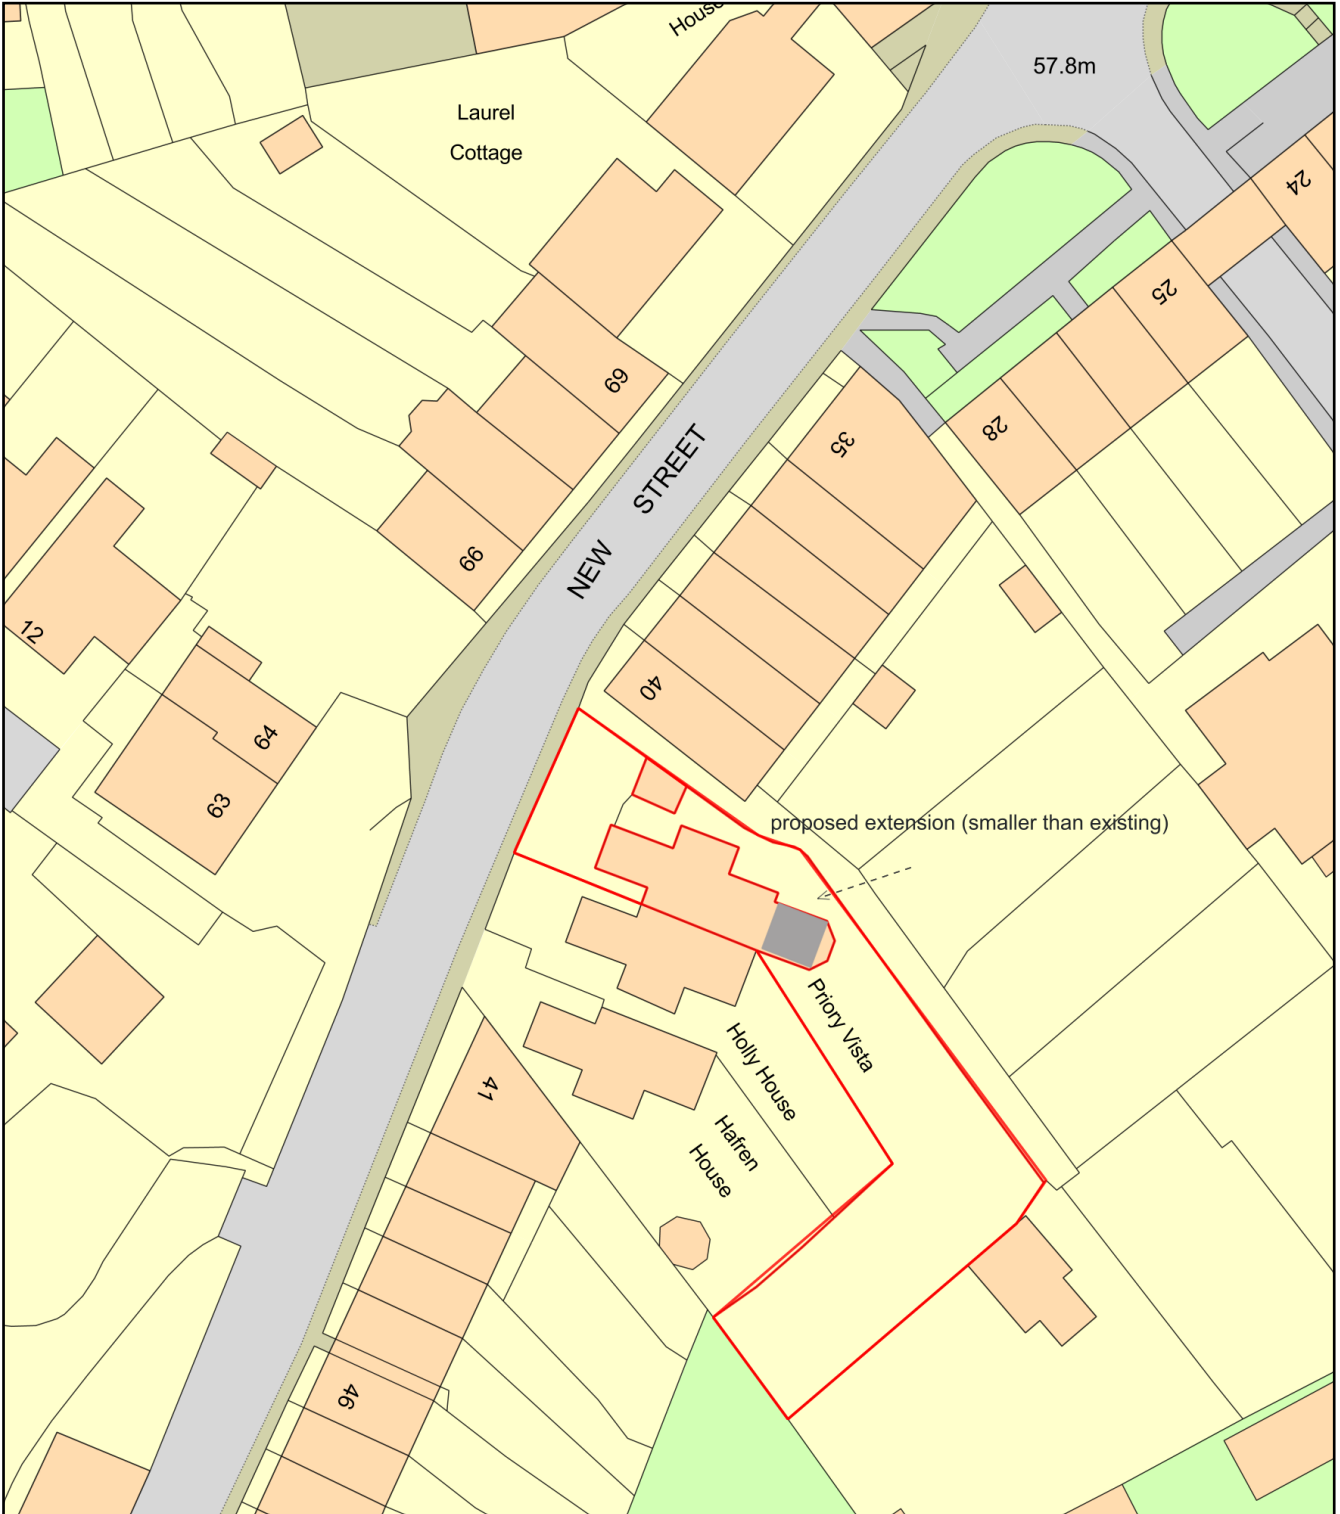 House
57.8m
Laurel
Cottage
24
25
69
28
35
NEW STREET
66
12
40
64
63
proposed extension (smaller than existing)
Priory Vista
Holly House
Hafren
House
41
46